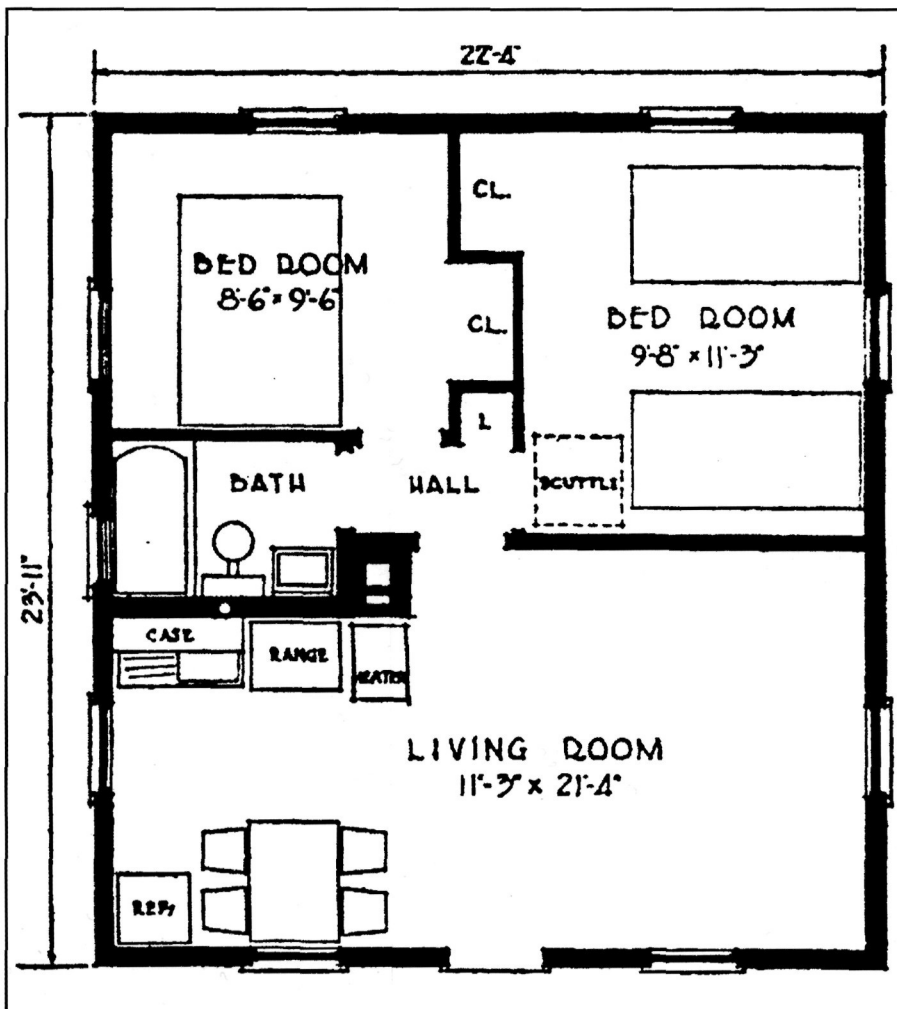 22'-4"
CL.
BED ROOM
8'-6" × 9'-6"
CL.
BED ROOM
9'-8" × 11'-3"
L
BATH
HALL
SCUTTLE
23'-11"
CASE
RANGE
HEATER
LIVING ROOM
11'-3" × 21'-4"
REF.